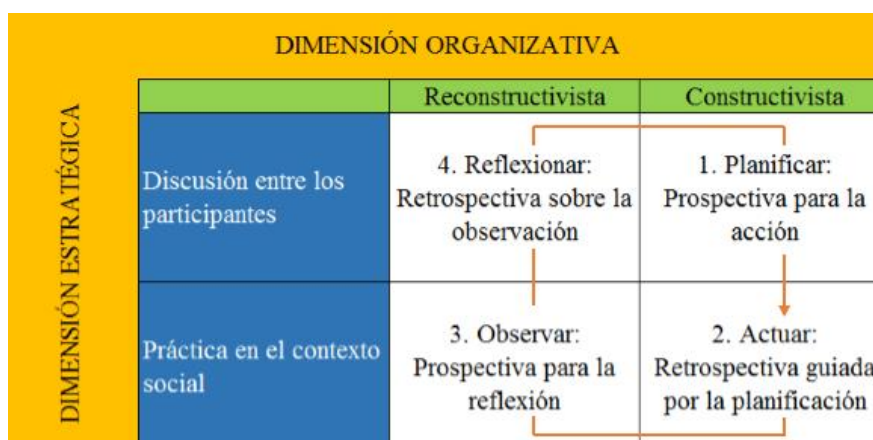 DIMENSIÓN ORGANIZATIVA
DIMENSIÓN ESTRATÉGICA
Reconstructivista
Constructivista
Discusión entre los
participantes
4. Reflexionar:
Retrospectiva sobre la
observación
1. Planificar:
Prospectiva para la
acción
Práctica en el contexto
social
3. Observar:
Prospectiva para la
reflexión
2. Actuar:
Retrospectiva guiada
por la planificación